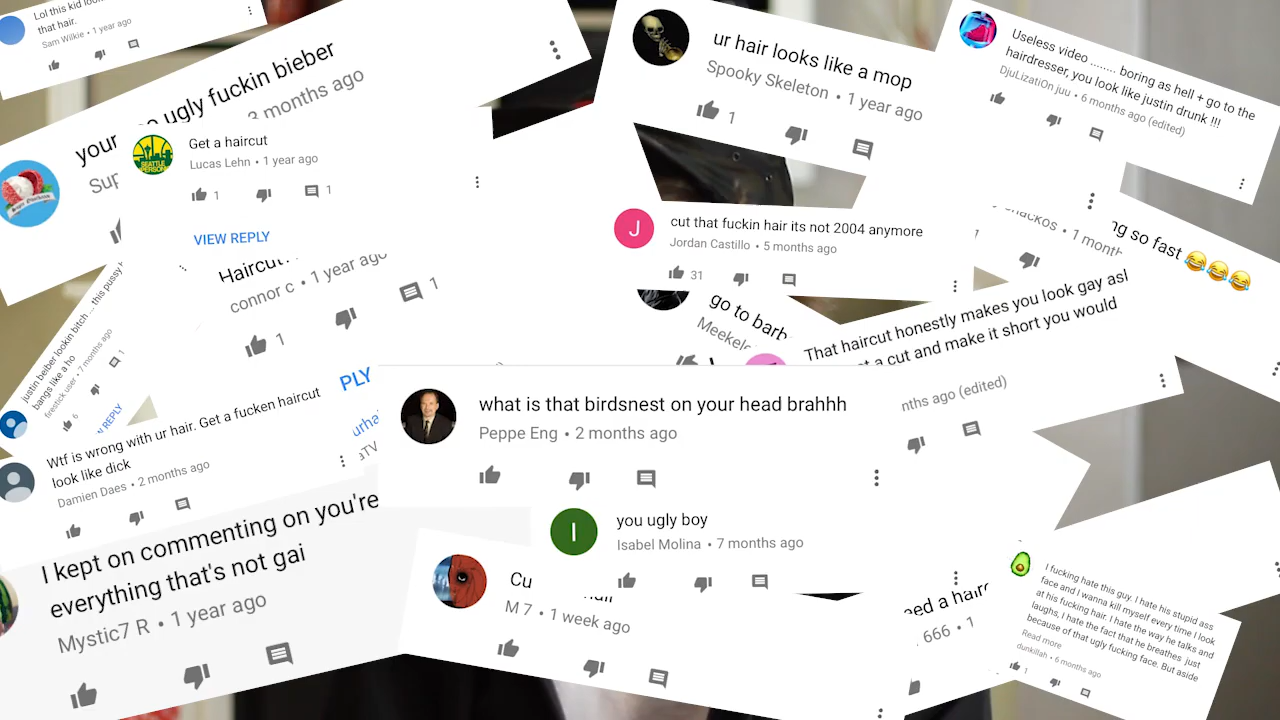 Lol this kid
that hair.
Sam Wilkie • 1 year ago
your
ugly fuckin bieber
3 months ago
Get a haircut
Lucas Lehn • 1 year ago
1
1
VIEW REPLY
Haircut
connor c • 1 year ago
1
1
justin beiber lookin bitch ... this pussy
bangs like a ho
firestick user • 7 months ago
6
1
REPLY
PLY
Wtf is wrong with ur hair. Get a fucken haircut
look like dick
Damien Daes • 2 months ago
I kept on commenting on you're
everything that's not gai
Mystic7 R • 1 year ago
ur hair looks like a mop
Spooky Skeleton • 1 year ago
1
Useless video ........ boring as hell + go to the
hairdresser, you look like justin drunk !!!
DjuLizatiOn juu • 6 months ago (edited)
cut that fuckin hair its not 2004 anymore
Jordan Castillo • 5 months ago
31
• 1 month
so fast 😂😂😂
go to
That haircut honestly makes you look gay asl
a cut and make it short you would
ago (edited)
what is that birdsnest on your head brahhh
Peppe Eng • 2 months ago
you ugly boy
Isabel Molina • 7 months ago
M 7 • 1 week ago
666 • 1
I fucking hate this guy. I hate his stupid ass
face and I wanna kill myself every time I look
at his fucking hair. I hate the way he talks and
laughs, I hate the fact that he breathes just
because of that ugly fucking face. But aside
Read more
dunkillah • 6 months ago
1